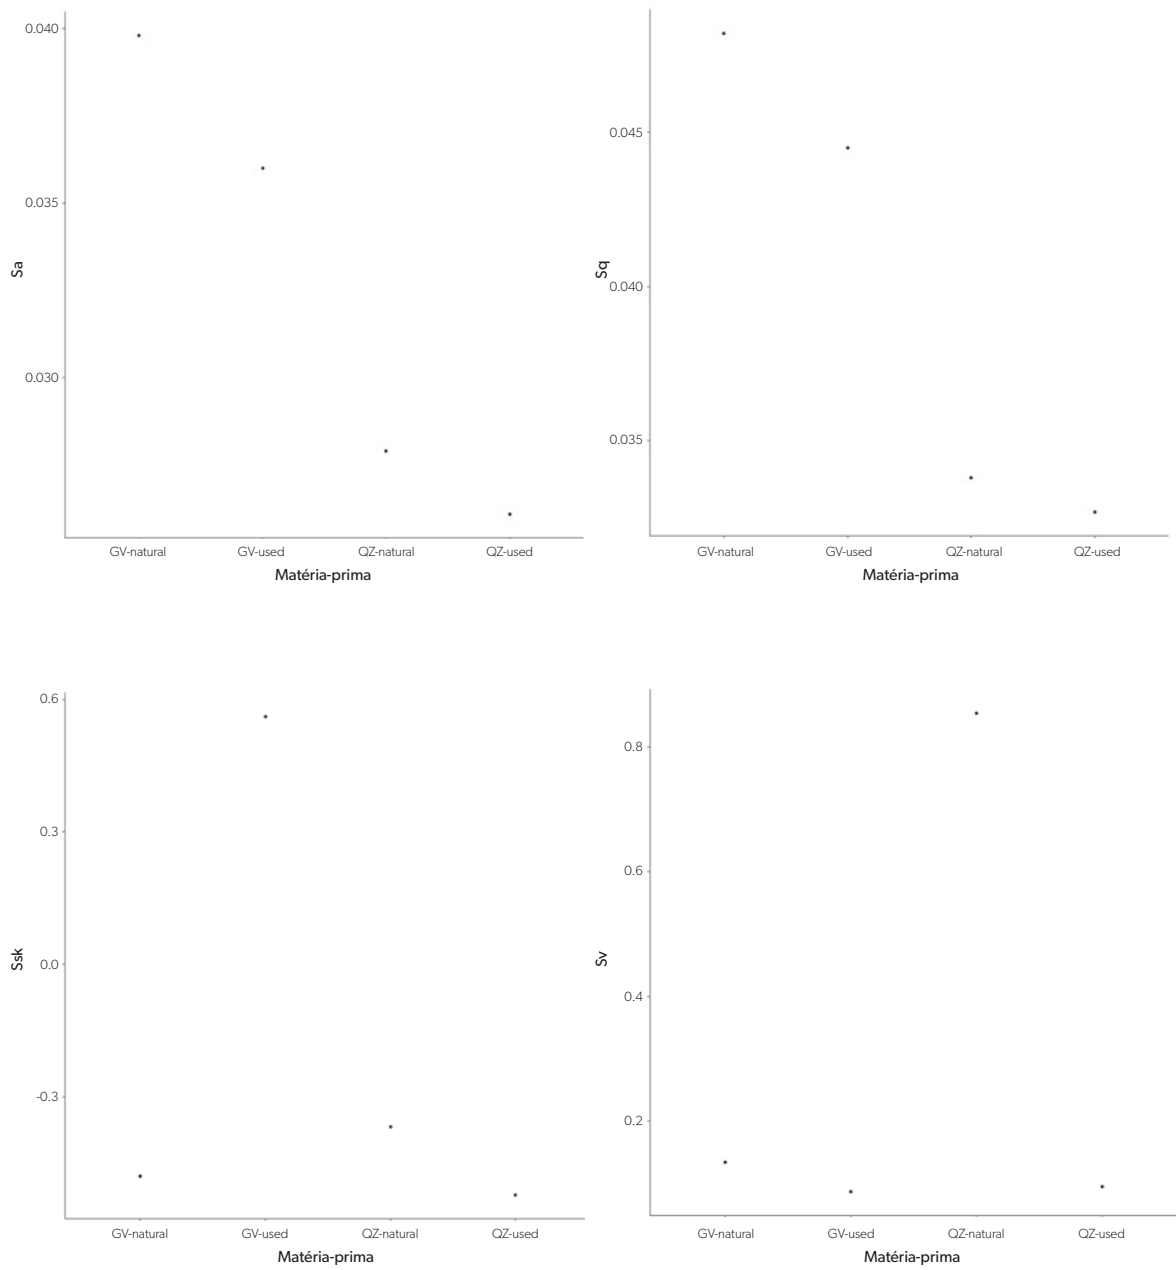 0.040
0.035
0.030
Sa
GV-natural GV-used QZ-natural QZ-used
Matéria-prima
0.045
0.040
0.035
Sq
GV-natural GV-used QZ-natural QZ-used
Matéria-prima
0.6
0.3
0.0
-0.3
Ssk
GV-natural GV-used QZ-natural QZ-used
Matéria-prima
0.8
0.6
0.4
0.2
Sv
GV-natural GV-used QZ-natural QZ-used
Matéria-prima